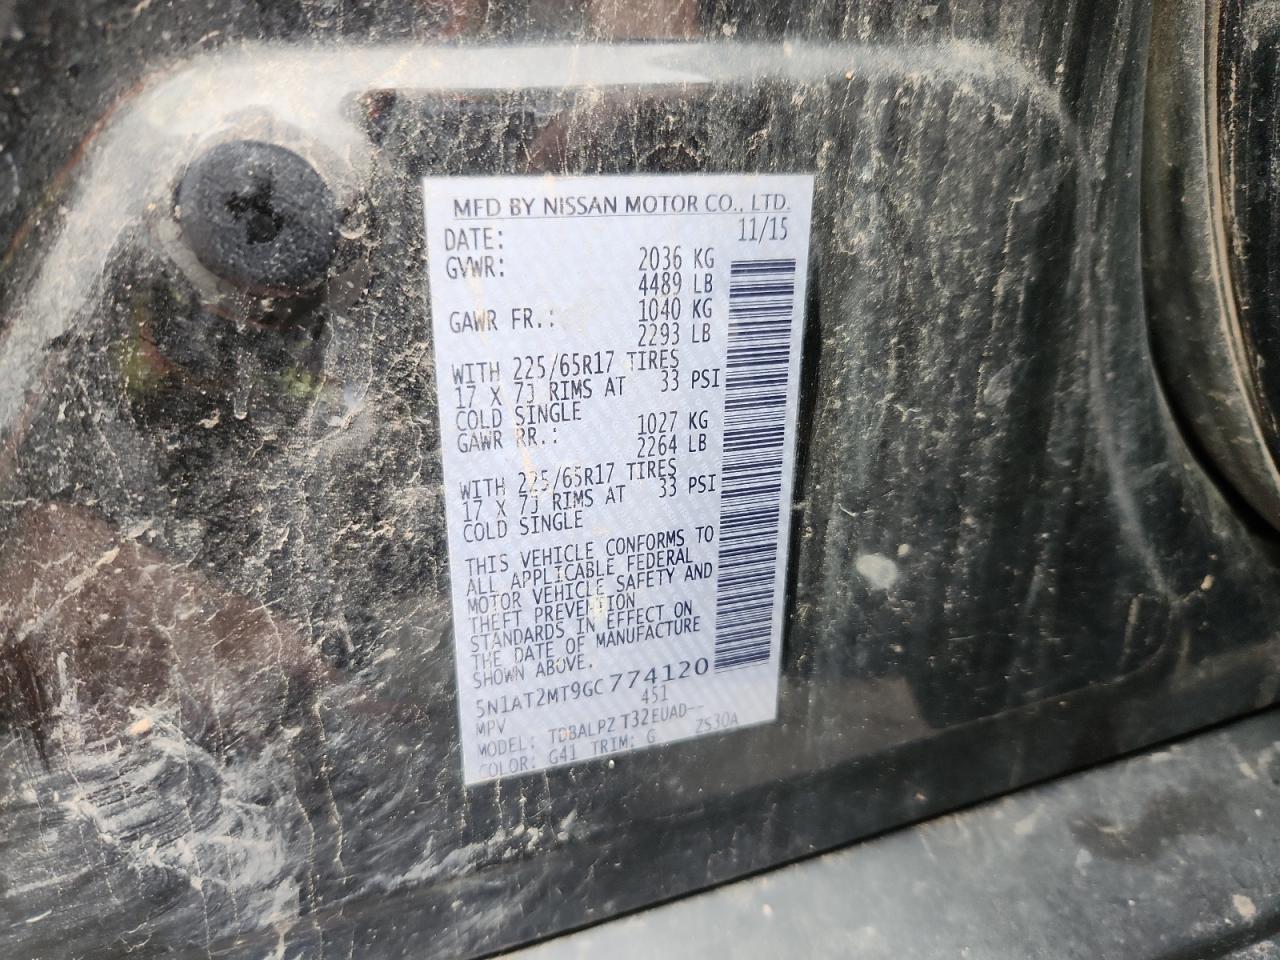 MFD BY NISSAN MOTOR CO., LTD.
DATE: 11/15
GVWR: 2036 KG
4489 LB
GAWR FR.: 1040 KG
2293 LB
WITH 225/65R17 TIRES
17 X 7J RIMS AT 33 PSI
COLD SINGLE
GAWR RR.: 1027 KG
2264 LB
WITH 225/65R17 TIRES
17 X 7J RIMS AT 33 PSI
COLD SINGLE
THIS VEHICLE CONFORMS TO
ALL APPLICABLE FEDERAL
MOTOR VEHICLE SAFETY AND
THEFT PREVENTION
STANDARDS IN EFFECT ON
THE DATE OF MANUFACTURE
SHOWN ABOVE.
5N1AT2MT9GC774120
MPV 451
MODEL: TDBALPZ T32EUAD-- ZS30A
COLOR: G41 TRIM: G